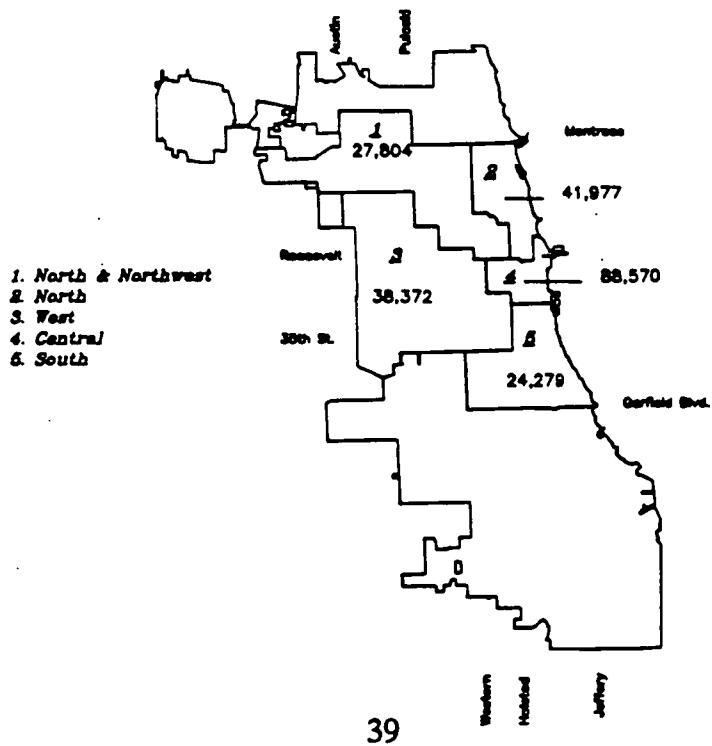 Austin
Pulaski
1
27,804
Montrose
2
41,977
Roosevelt
3
38,372
4
88,570
1. North & Northwest
2. North
3. West
4. Central
5. South
35th St.
5
24,279
Garfield Blvd.
Western
Halsted
Jeffery
39